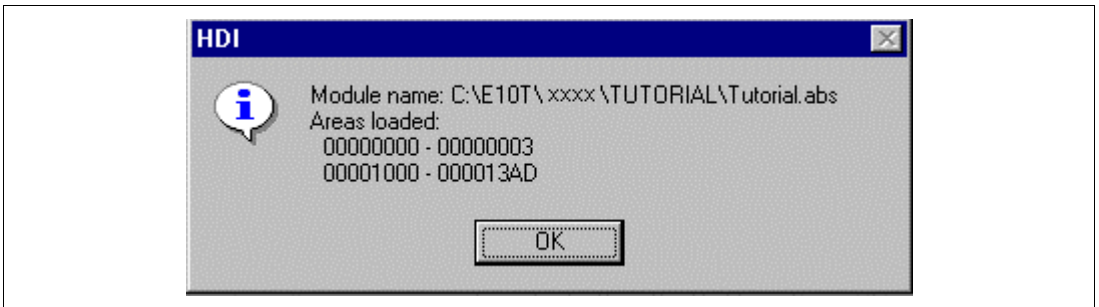 HDI
Module name: C:\E10T\xxxx\TUTORIAL\Tutorial.abs
Areas loaded:
00000000 - 00000003
00001000 - 000013AD
OK